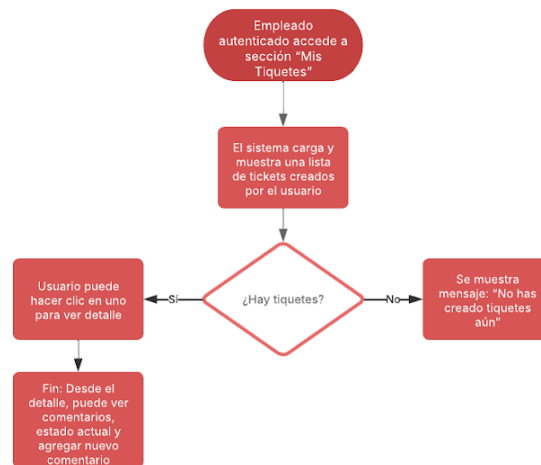 Empleado
autenticado accede a
sección “Mis
Tiquetes”
El sistema carga y
muestra una lista
de tickets creados
por el usuario
¿Hay tiquetes?
Sí
No
Usuario puede
hacer clic en uno
para ver detalle
Se muestra
mensaje: “No has
creado tiquetes
aún”
Fin: Desde el
detalle, puede ver
comentarios,
estado actual y
agregar nuevo
comentario